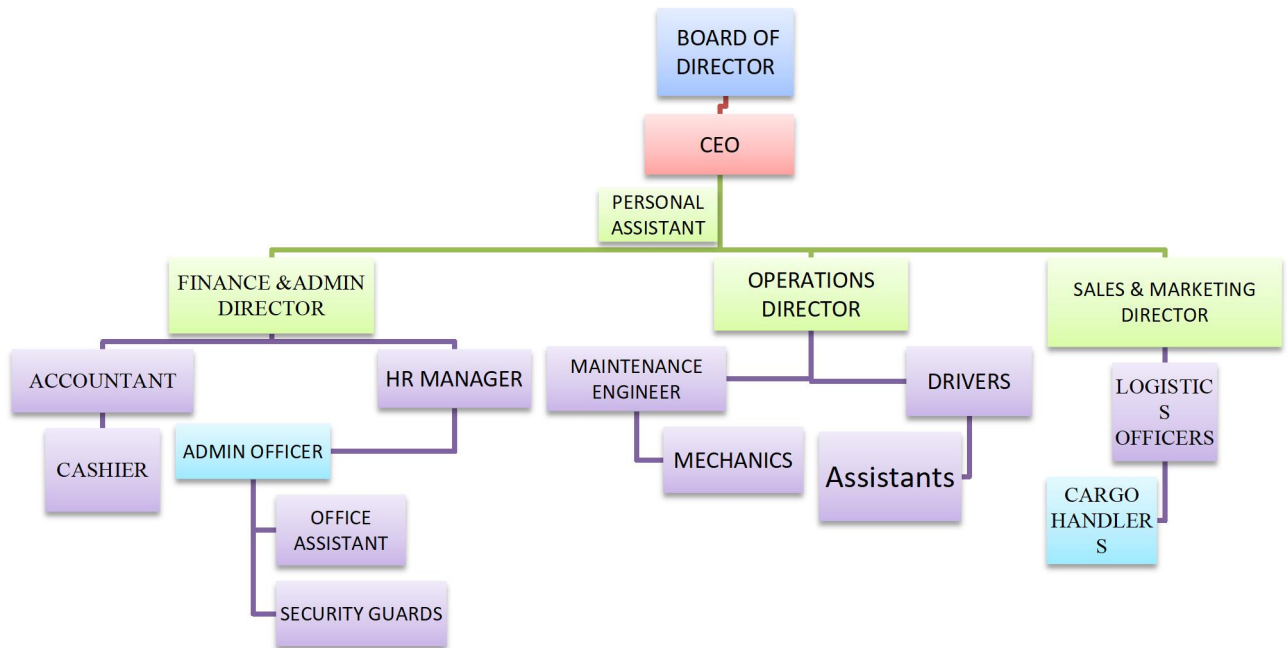 BOARD OF
DIRECTOR
CEO
PERSONAL
ASSISTANT
FINANCE &ADMIN
DIRECTOR
OPERATIONS
DIRECTOR
SALES & MARKETING
DIRECTOR
ACCOUNTANT
HR MANAGER
MAINTENANCE
ENGINEER
DRIVERS
LOGISTIC
S
OFFICERS
CASHIER
ADMIN OFFICER
MECHANICS
Assistants
CARGO
HANDLER
S
OFFICE
ASSISTANT
SECURITY GUARDS